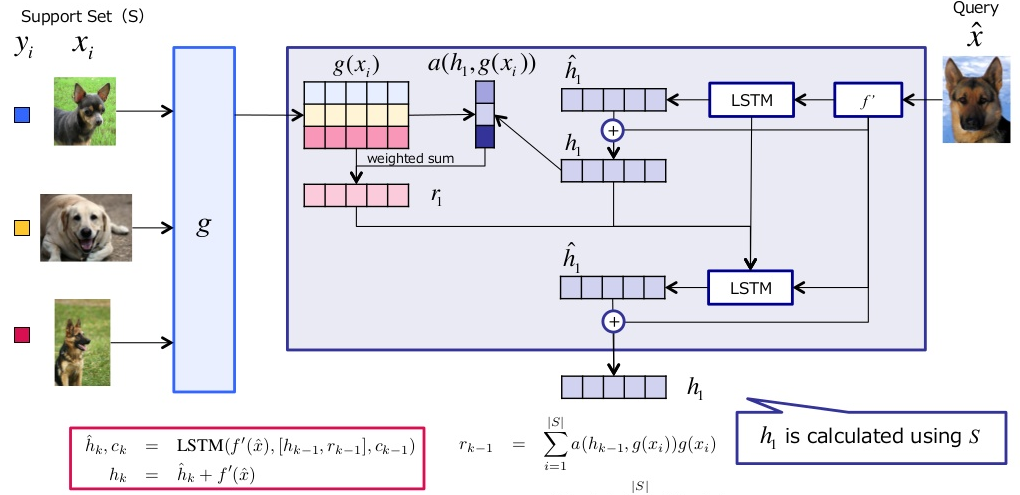 Support Set (S)
y_i x_i
g
g(x_i) a(h_1, g(x_i))
weighted sum
r_1
ĥ_1
h_1
LSTM
f'
Query
x̂
+
ĥ_1
LSTM
+
h_1
h_1 is calculated using S
ĥ_k, c_k = LSTM(f'(x̂), [h_{k-1}, r_{k-1}], c_{k-1})
h_k = ĥ_k + f'(x̂)
r_{k-1} = ∑_{i=1}^{|S|} a(h_{k-1}, g(x_i))g(x_i)
|S|